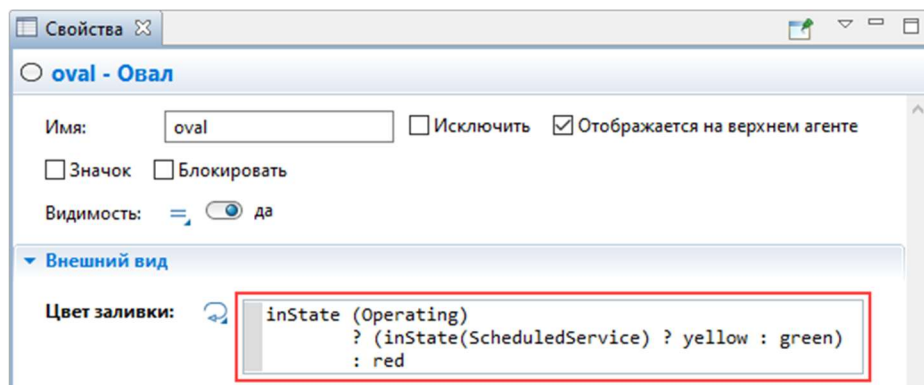 Свойства
oval - Овал
Имя: oval Исключить Отображается на верхнем агенте
Значок Блокировать
Видимость: да
Внешний вид
Цвет заливки: inState (Operating)
? (inState(ScheduledService) ? yellow : green)
: red